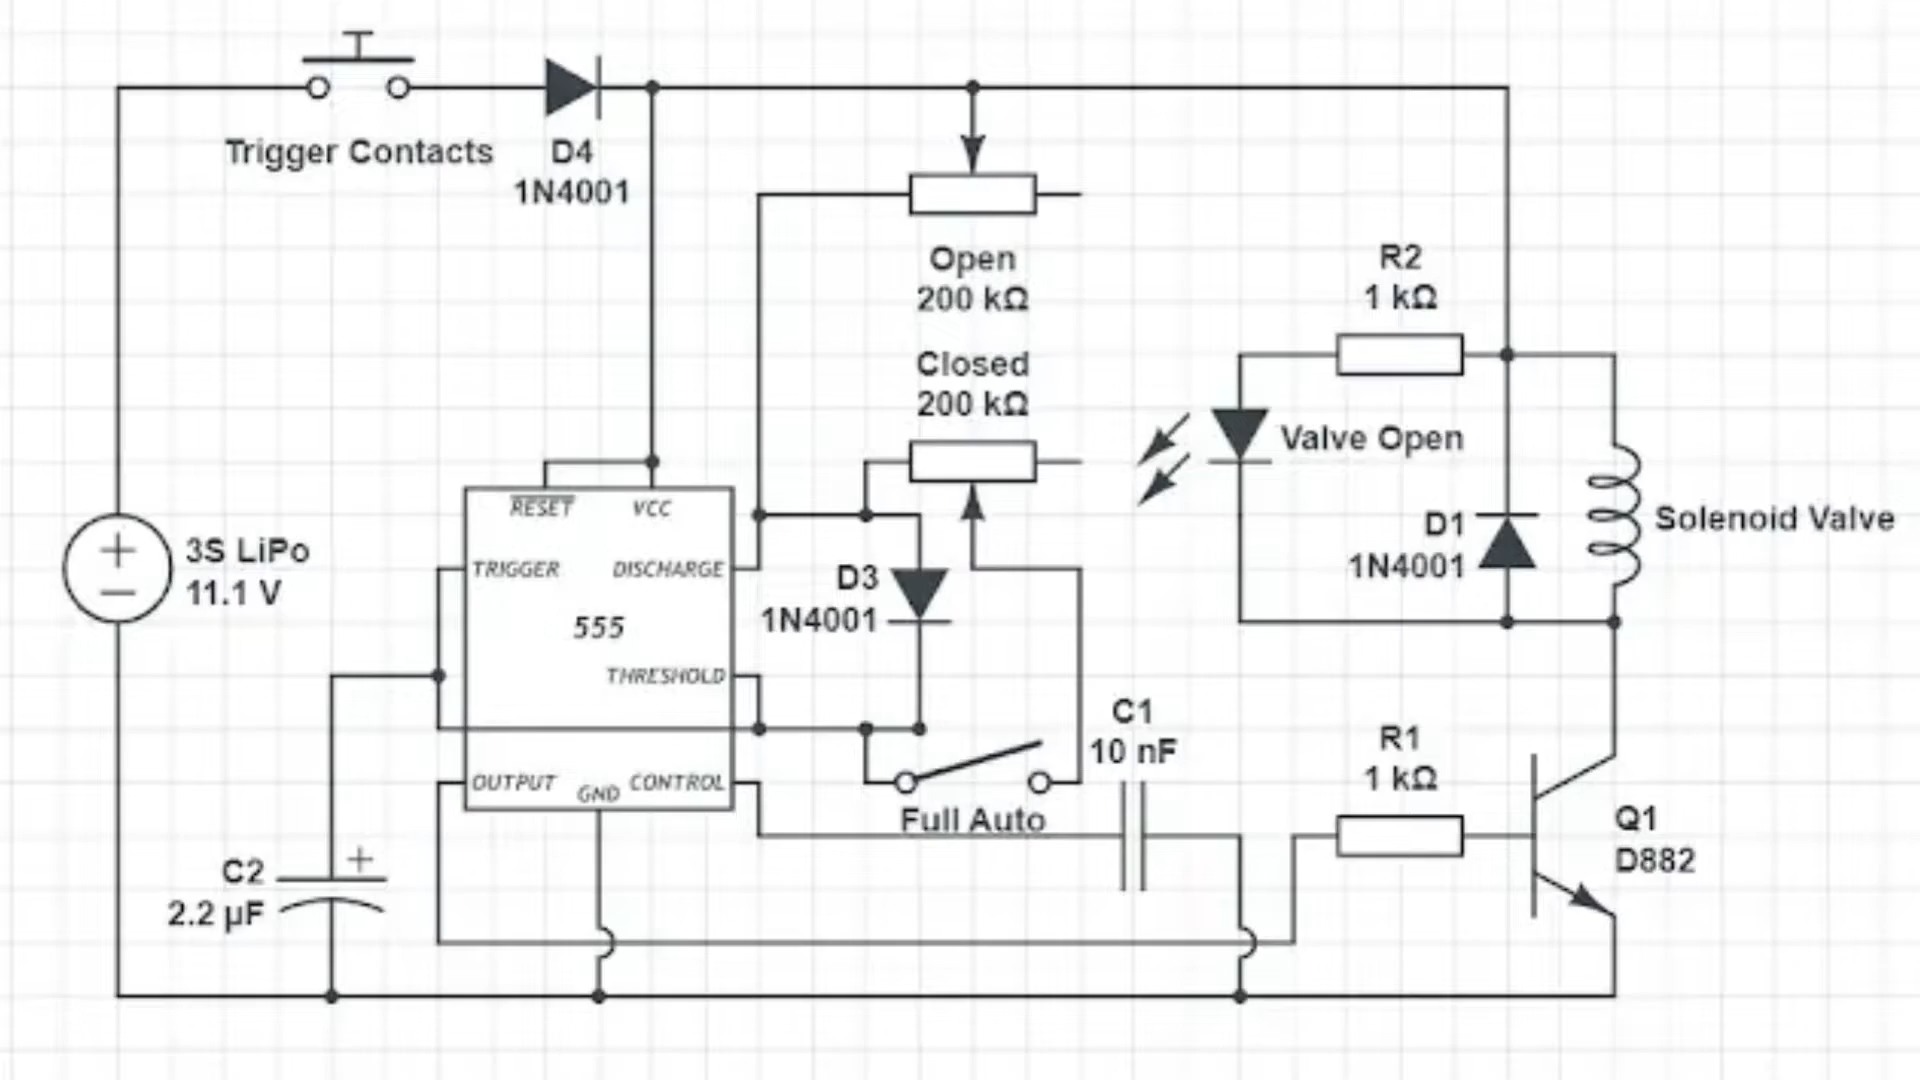 Trigger Contacts
D4
1N4001
Open
200 kΩ
Closed
200 kΩ
R2
1 kΩ
Valve Open
D1
1N4001
Solenoid Valve
3S LiPo
11.1 V
RESET
VCC
TRIGGER
DISCHARGE
555
THRESHOLD
OUTPUT
GND
CONTROL
D3
1N4001
Full Auto
C1
10 nF
R1
1 kΩ
Q1
D882
C2
2.2 µF